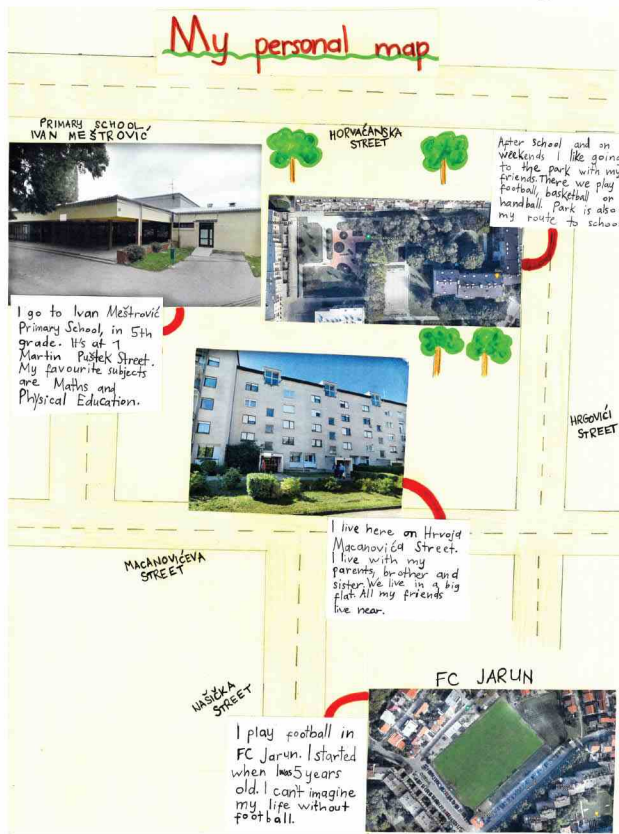 My personal map
PRIMARY SCHOOL,
IVAN MEŠTROVIĆ
HORVAĆANSKA
STREET
After school and on
weekends I like going
to the park with my
friends. There we play
football, basketball or
handball. Park is also
my route to school
I go to Ivan Meštrović
Primary School, in 5th
grade. It's at 1
Martin Puštek Street.
My favourite subjects
are Maths and
Physical Education.
HRGOVIĆI
STREET
I live here on Hrvoja
Macanovića Street.
I live with my
parents, brother and
sister. We live in a big
flat. All my friends
live near.
MACANOVIĆEVA
STREET
NAŠIČKA
STREET
FC JARUN
I play football in
FC Jarun. I started
when I was 5 years
old. I can't imagine
my life without
football.